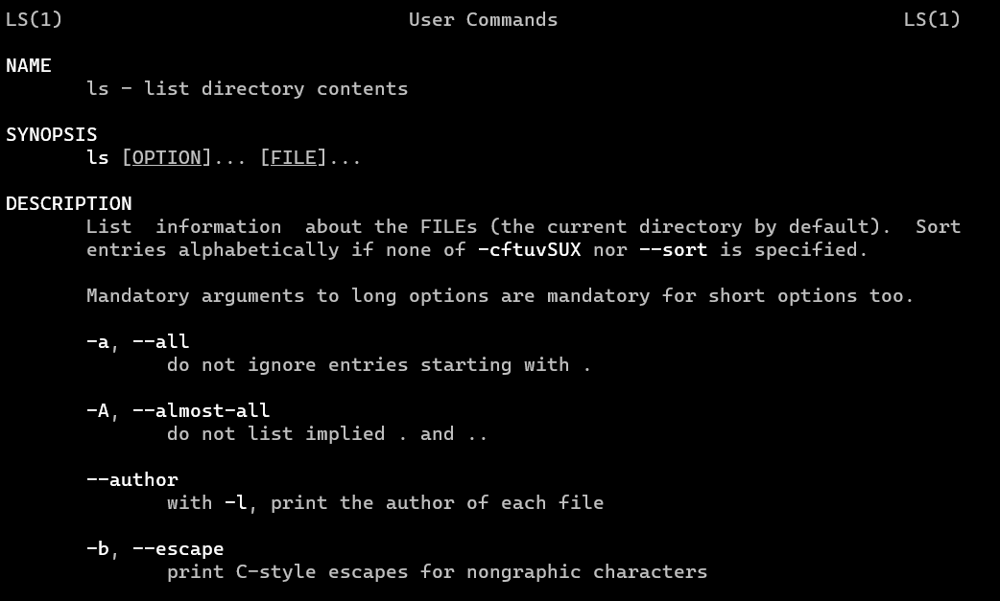 LS(1)                              User Commands                              LS(1)
NAME
ls - list directory contents
SYNOPSIS
ls [OPTION]... [FILE]...
DESCRIPTION
List  information  about the FILEs (the current directory by default).  Sort
entries alphabetically if none of -cftuvSUX nor --sort is specified.
Mandatory arguments to long options are mandatory for short options too.
-a, --all
do not ignore entries starting with .
-A, --almost-all
do not list implied . and ..
--author
with -l, print the author of each file
-b, --escape
print C-style escapes for nongraphic characters